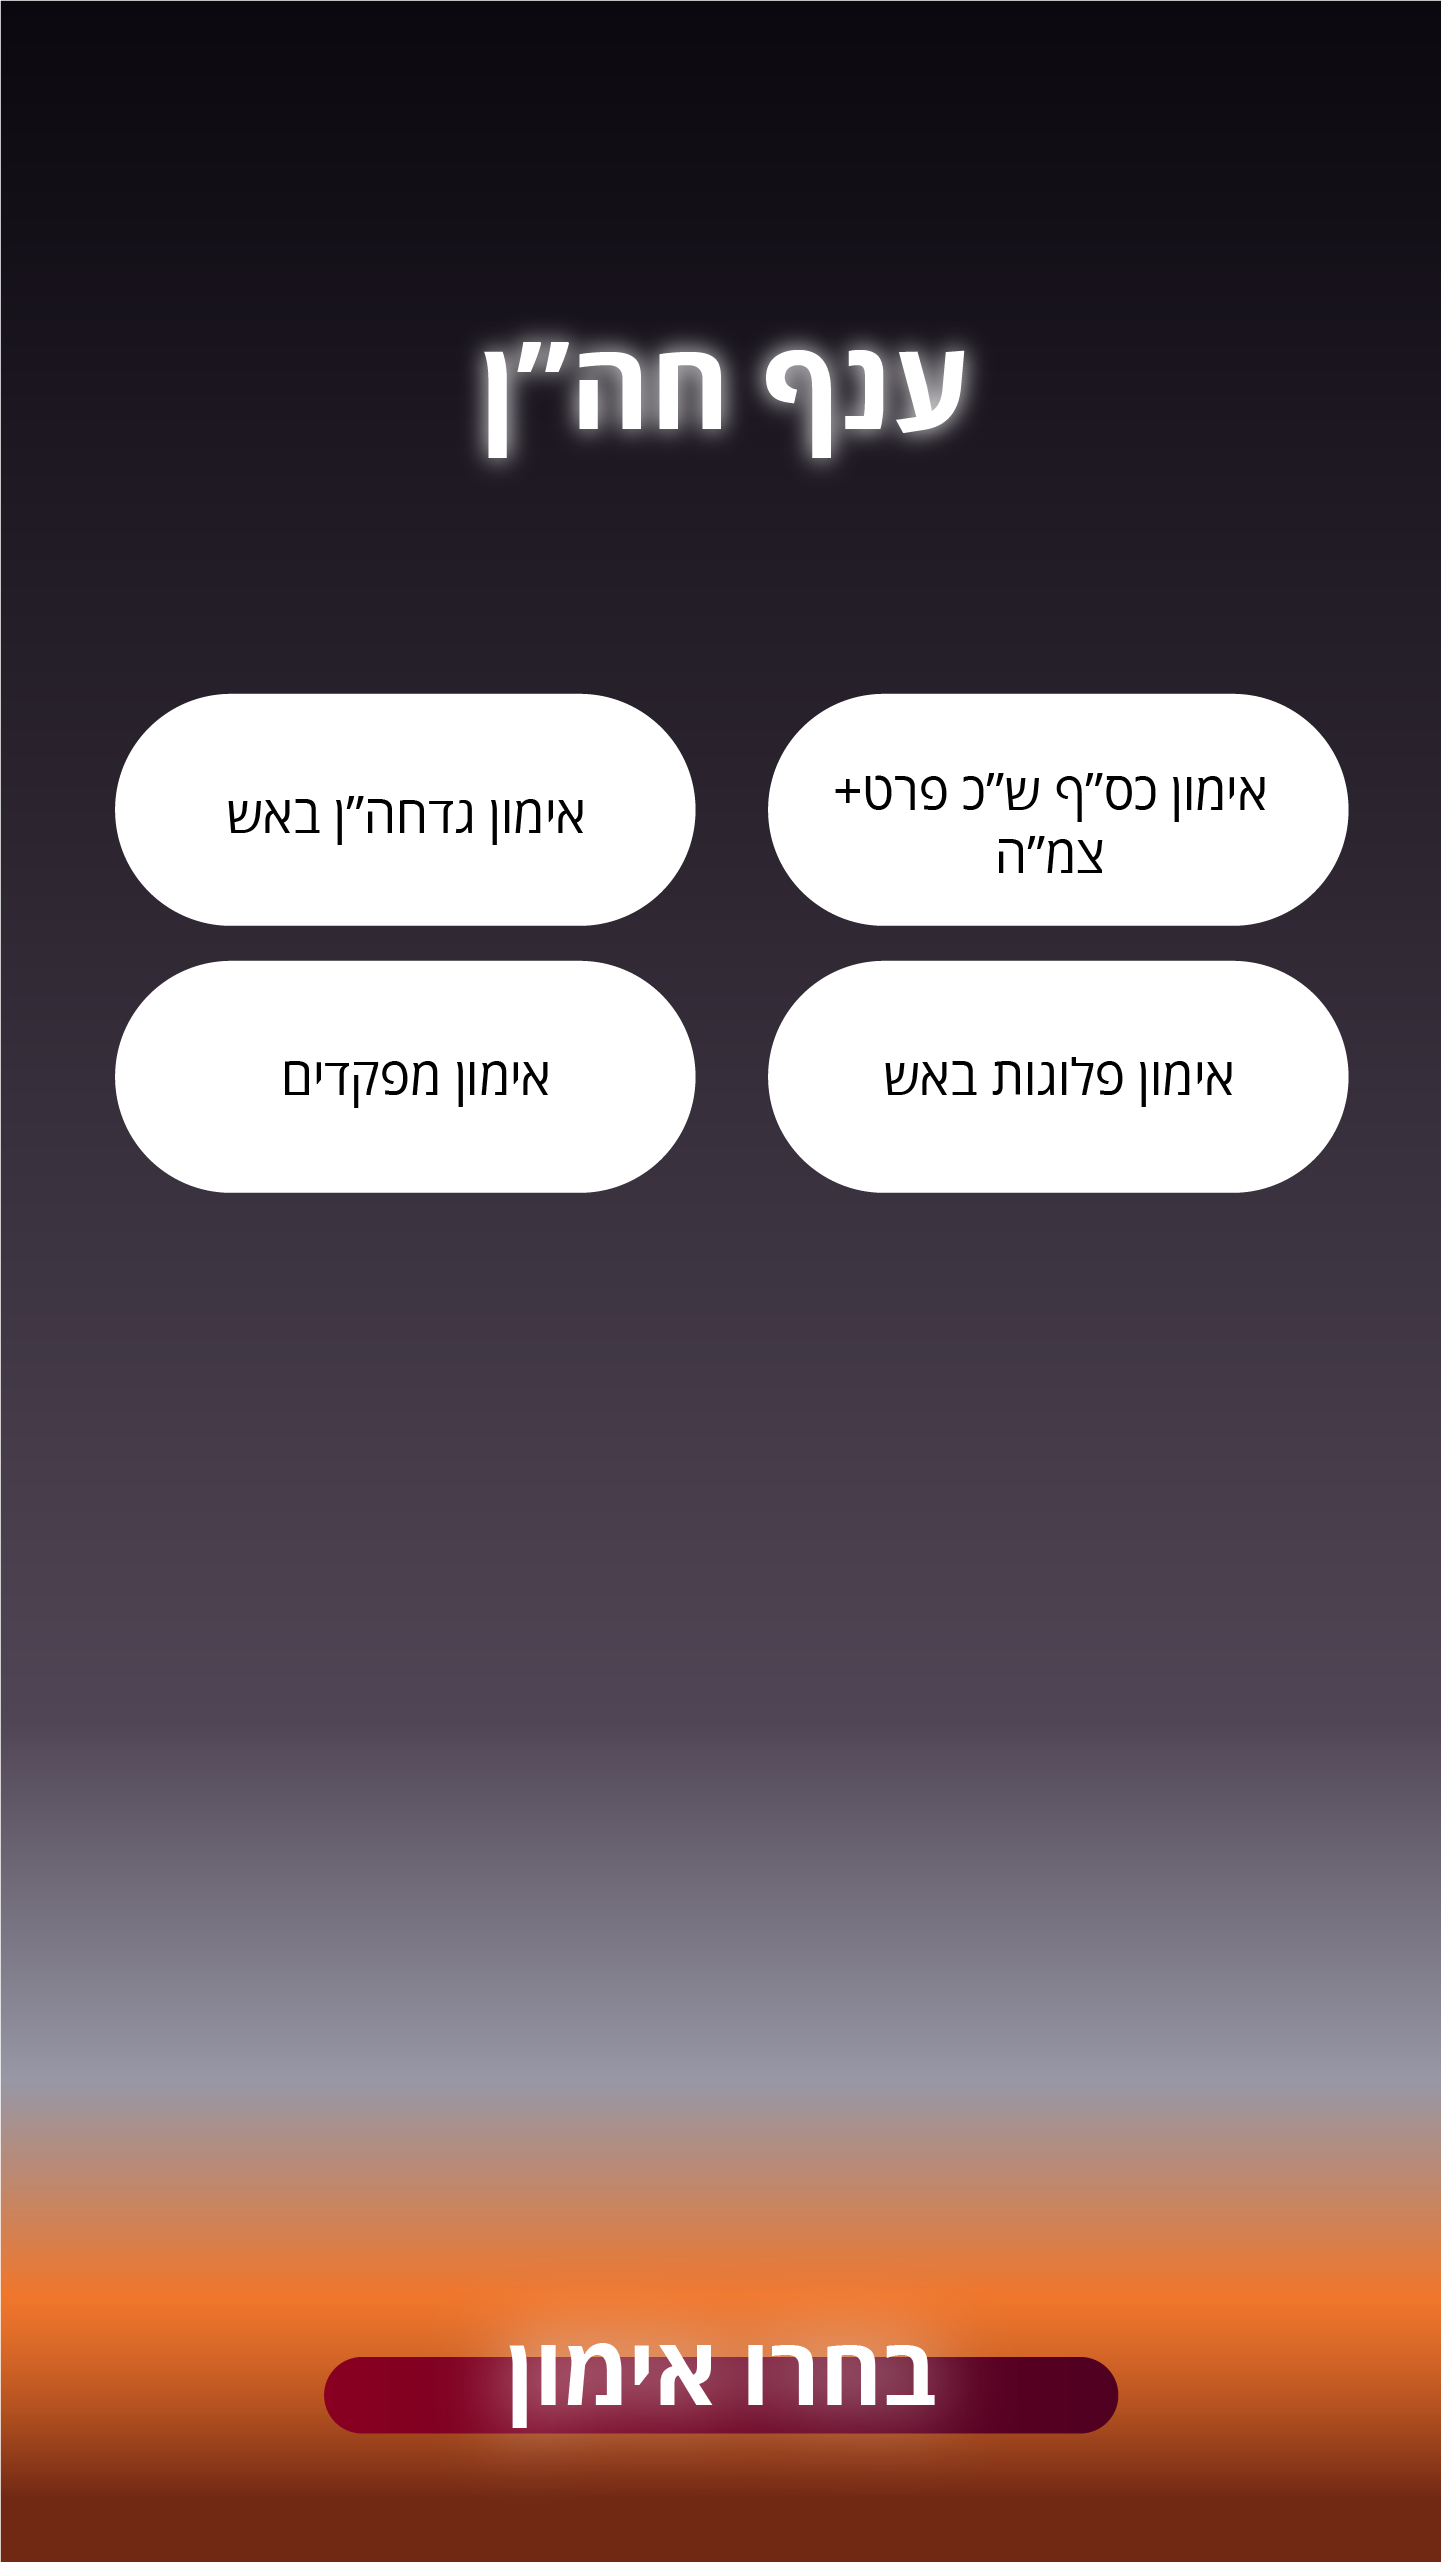 ענף חה"ן
אימון כס"ף ש"כ פרט+
צמ"ה
אימון גדחה"ן באש
אימון פלוגות באש
אימון מפקדים
בחרו אימון